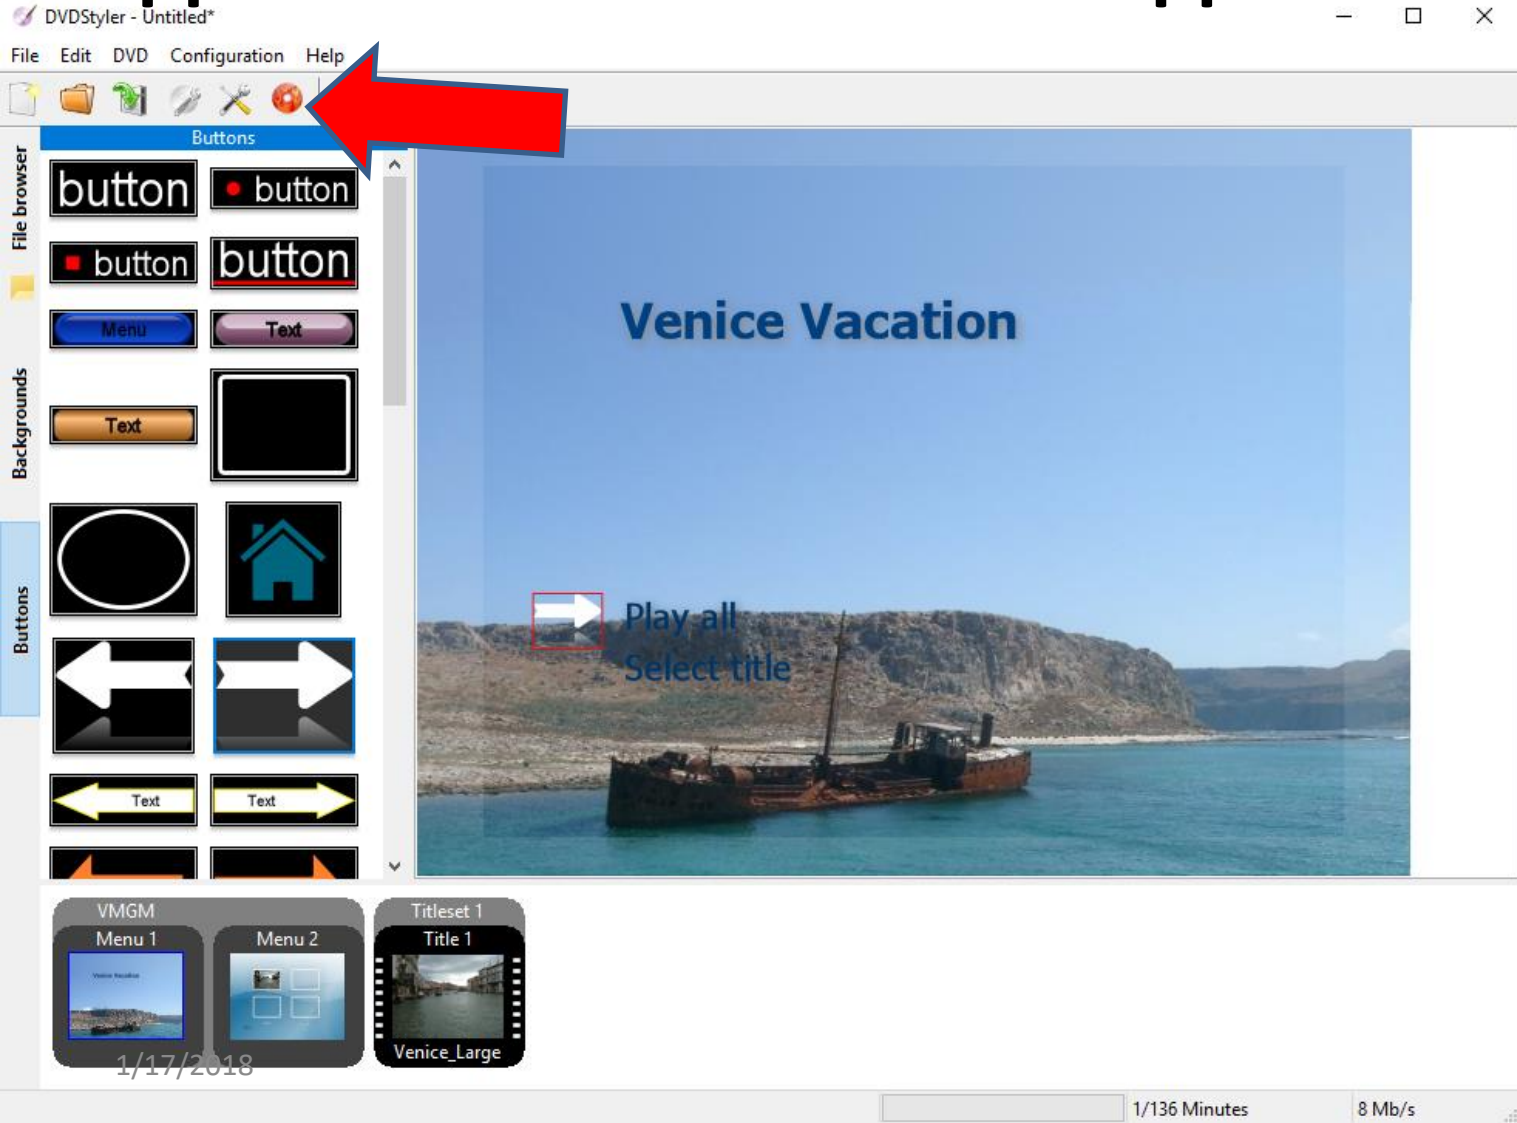 DVDStyler - Untitled*
File Edit DVD Configuration Help
Buttons
File browser
Backgrounds
Buttons
button
button
button
button
Menu
Text
Text
Text
Text
Venice Vacation
Play all
Select title
VMGM
Menu 1
Menu 2
Titleset 1
Title 1
Venice Vacation
Venice_Large
1/17/2018
1/136 Minutes
8 Mb/s